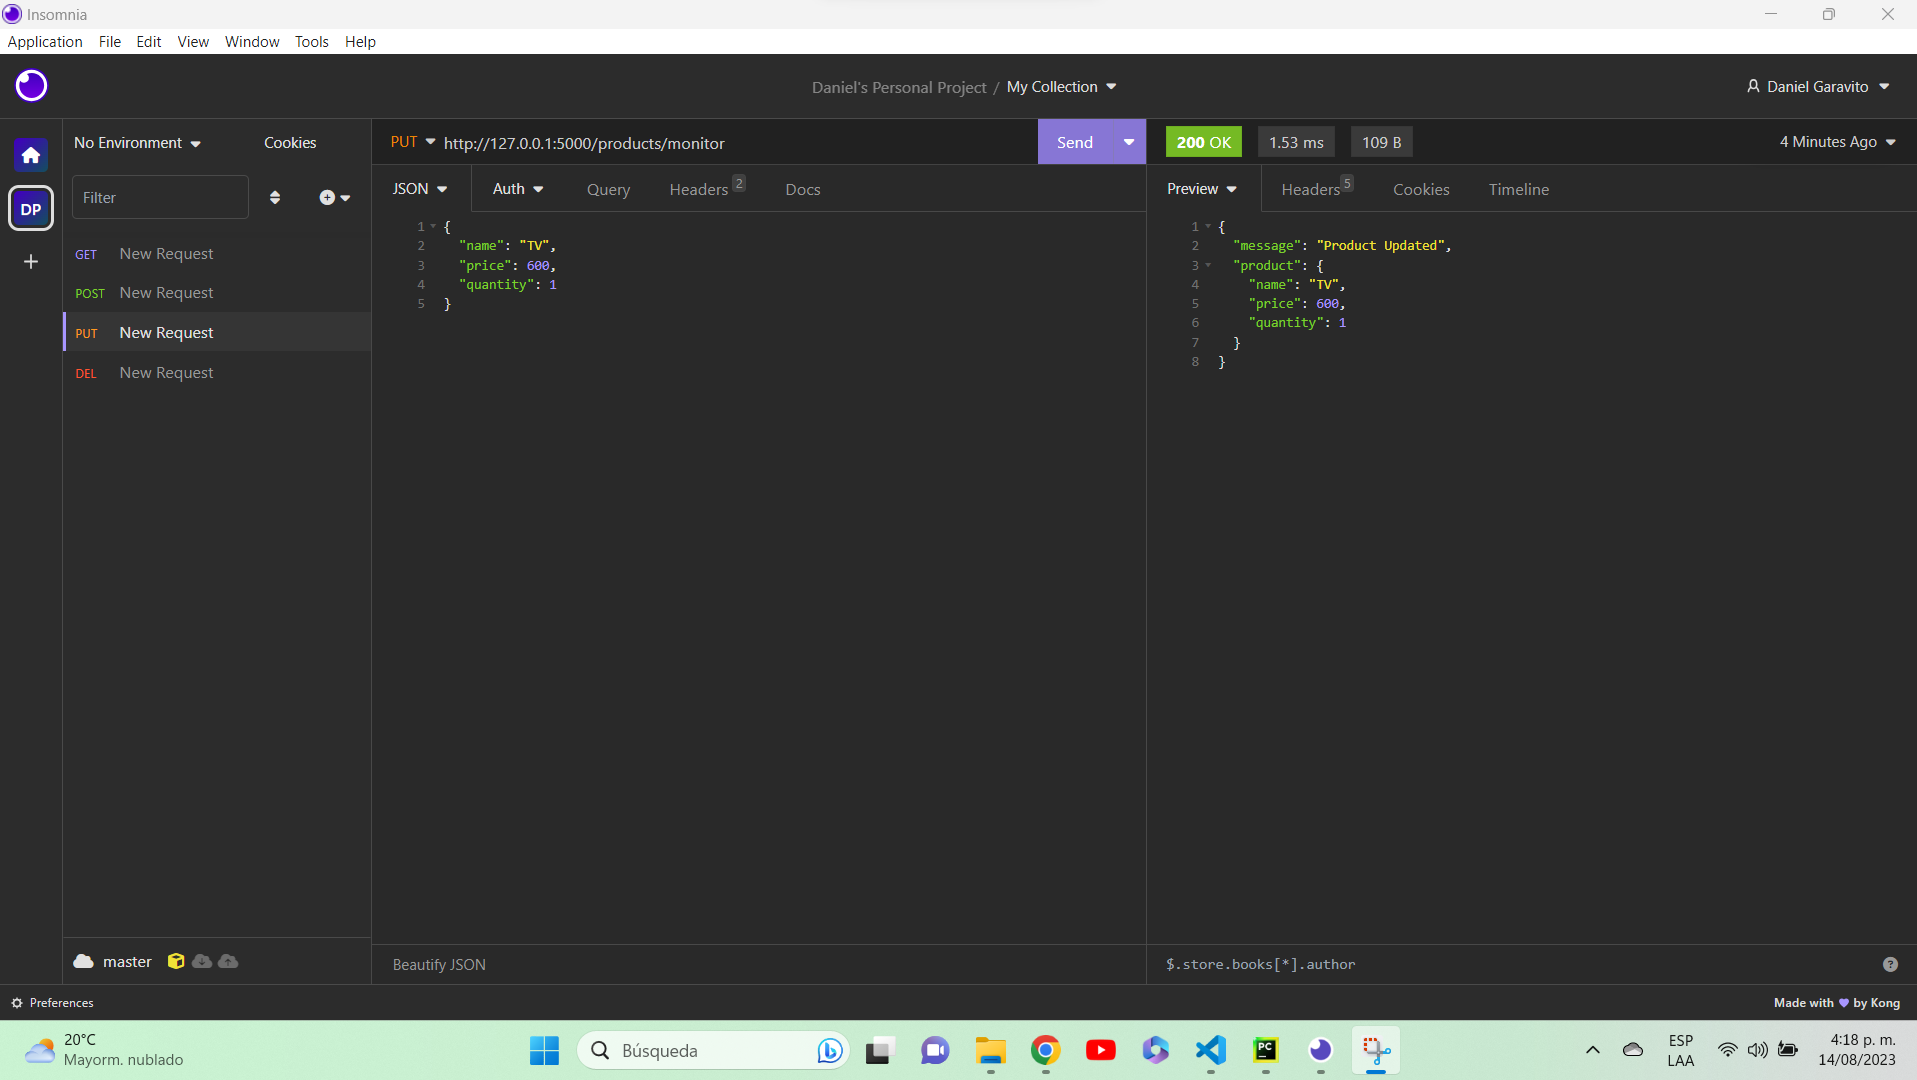 Insomnia
Application File Edit View Window Tools Help
Daniel's Personal Project / My Collection
Daniel Garavito
No Environment
Cookies
PUT http://127.0.0.1:5000/products/monitor
Send
200 OK 1.53 ms 109 B
4 Minutes Ago
Filter
DP
GET New Request
POST New Request
PUT New Request
DEL New Request
JSON Auth Query Headers 2 Docs
1 {
2 "name": "TV",
3 "price": 600,
4 "quantity": 1
5 }
Preview Headers 5 Cookies Timeline
1 {
2 "message": "Product Updated",
3 "product": {
4 "name": "TV",
5 "price": 600,
6 "quantity": 1
7 }
8 }
master
Beautify JSON
$.store.books[*].author
?
Preferences
Made with by Kong
20°C
Mayorm. nublado
Búsqueda
PC
ESP
LAA
4:18 p. m.
14/08/2023